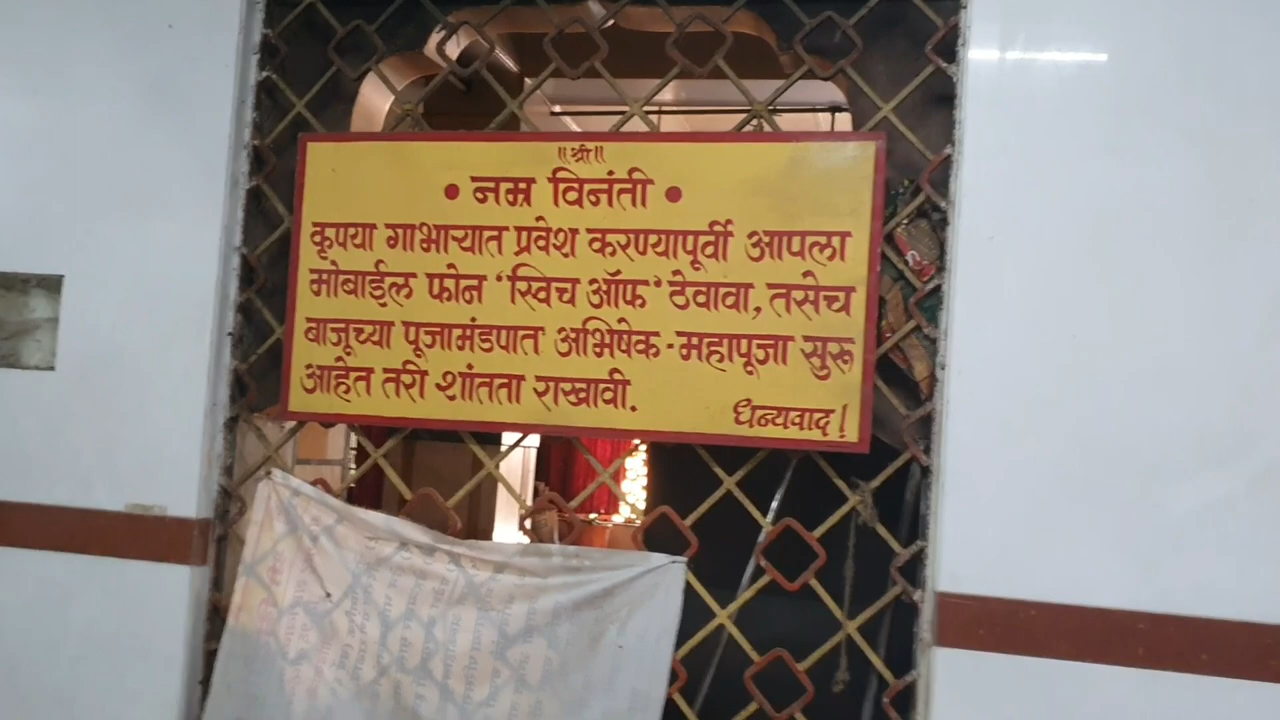 ॥श्री॥
• नम्र विनंती •
कृपया गाभाऱ्यात प्रवेश करण्यापूर्वी आपला
मोबाईल फोन ‘स्विच ऑफ’ ठेवावा, तसेच
बाजूच्या पूजामंडपात अभिषेक - महापूजा सुरू
आहेत तरी शांतता राखावी.
धन्यवाद!